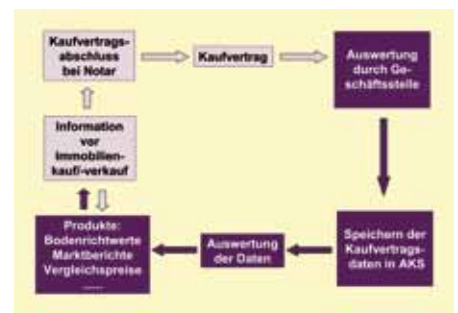 Kaufvertrags-
abschluss
bei Notar
Kaufvertrag
Auswertung
durch Ge-
schäftsstelle
Information
vor
Immobilien-
kauf/-verkauf
Produkte:
Bodenrichtwerte
Marktberichte
Vergleichspreise
......
Auswertung
der Daten
Speichern der
Kaufvertrags-
daten in AKS